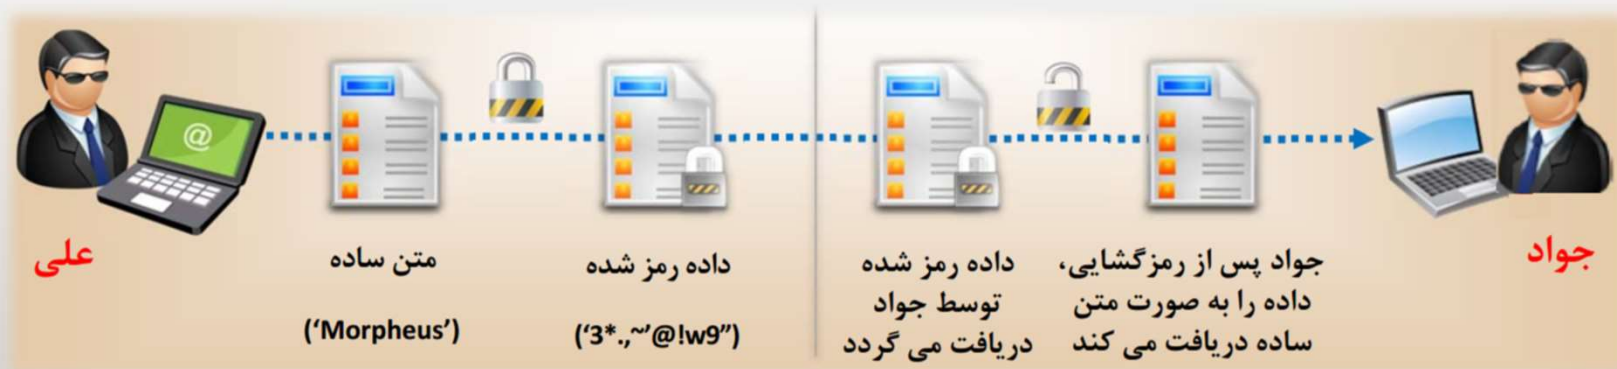 علی
متن ساده
(‘Morpheus’)
داده رمز شده
(‘3*.,~’@!w9”)
داده رمز شده
توسط جواد
دریافت می گردد
جواد پس از رمزگشایی،
داده را به صورت متن
ساده دریافت می کند
جواد
@